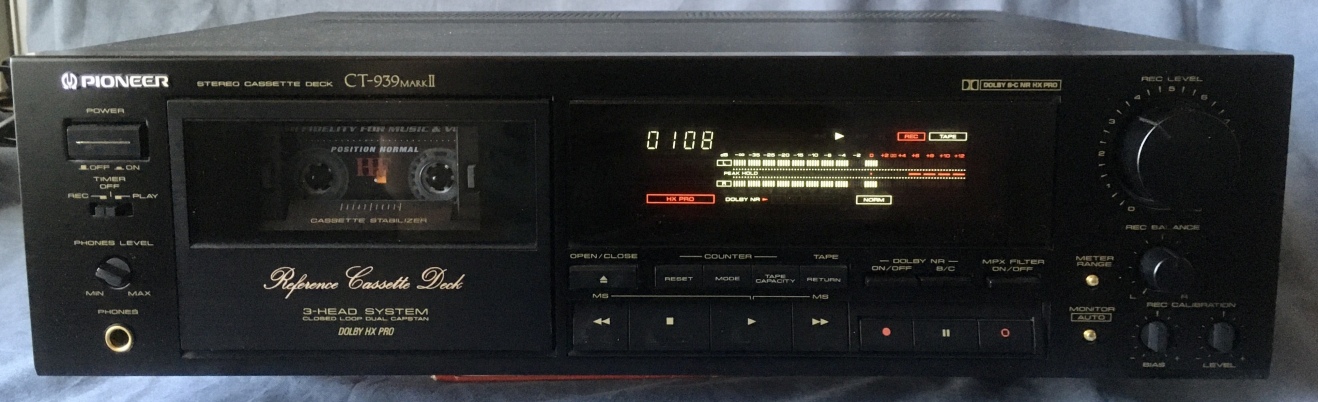 PIONEER
STEREO CASSETTE DECK CT-939 MARK II
DOLBY B-C NR HX PRO
POWER
OFF ON
TIMER
OFF
REC PLAY
PHONES LEVEL
MIN MAX
PHONES
POSITION NORMAL
CASSETTE STABILIZER
Reference Cassette Deck
3-HEAD SYSTEM
CLOSED LOOP DUAL CAPSTAN
DOLBY HX PRO
0108
REC TAPE
dB
L
PEAK HOLD
R
HX PRO DOLBY NR NORM
OPEN/CLOSE
COUNTER
TAPE
RESET
MODE
TAPE
CAPACITY
RETURN
DOLBY NR
ON/OFF B/C
MPX FILTER
ON/OFF
MS MS
REC LEVEL
REC BALANCE
L R
METER
RANGE
MONITOR
AUTO
REC CALIBRATION
BIAS LEVEL